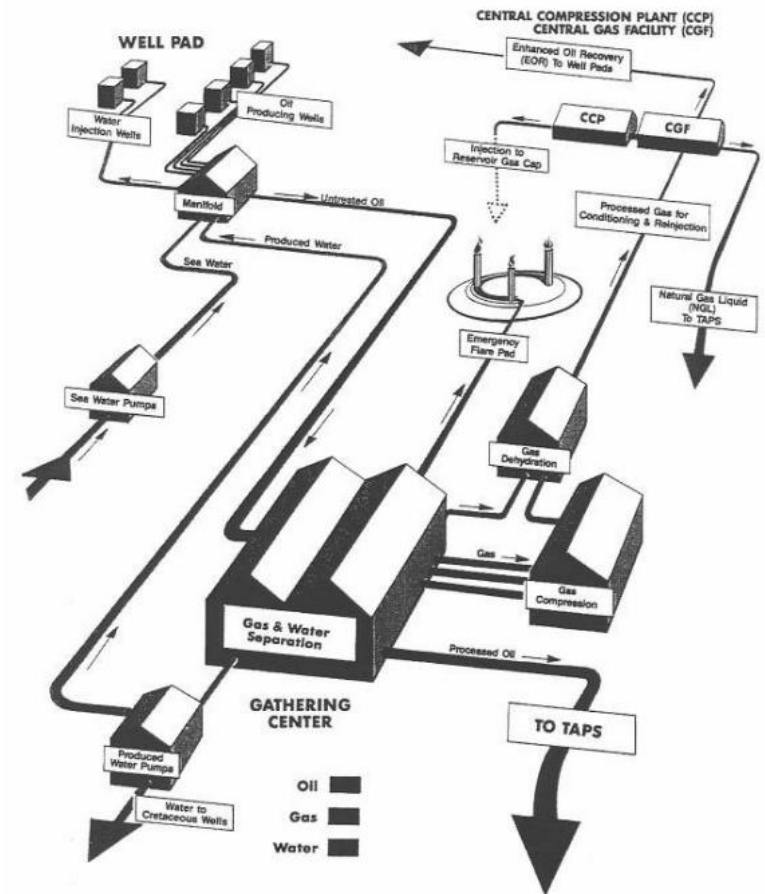 CENTRAL COMPRESSION PLANT (CCP)
CENTRAL GAS FACILITY (CGF)
WELL PAD
Enhanced Oil Recovery
(EOR) To Well Pads
Water
Injection Wells
Oil
Producing Wells
CCP
CGF
Injection to
Reservoir Gas Cap
Manifold
Untreated Oil
Processed Gas for
Conditioning & Reinjection
Produced Water
Sea Water
Natural Gas Liquid
(NGL)
To TAPS
Emergency
Flare Pad
Sea Water Pumps
Gas
Dehydration
Gas
Gas
Compression
Gas & Water
Separation
Processed Oil
GATHERING
CENTER
TO TAPS
Produced
Water Pumps
Water to
Cretaceous Wells
Oil
Gas
Water